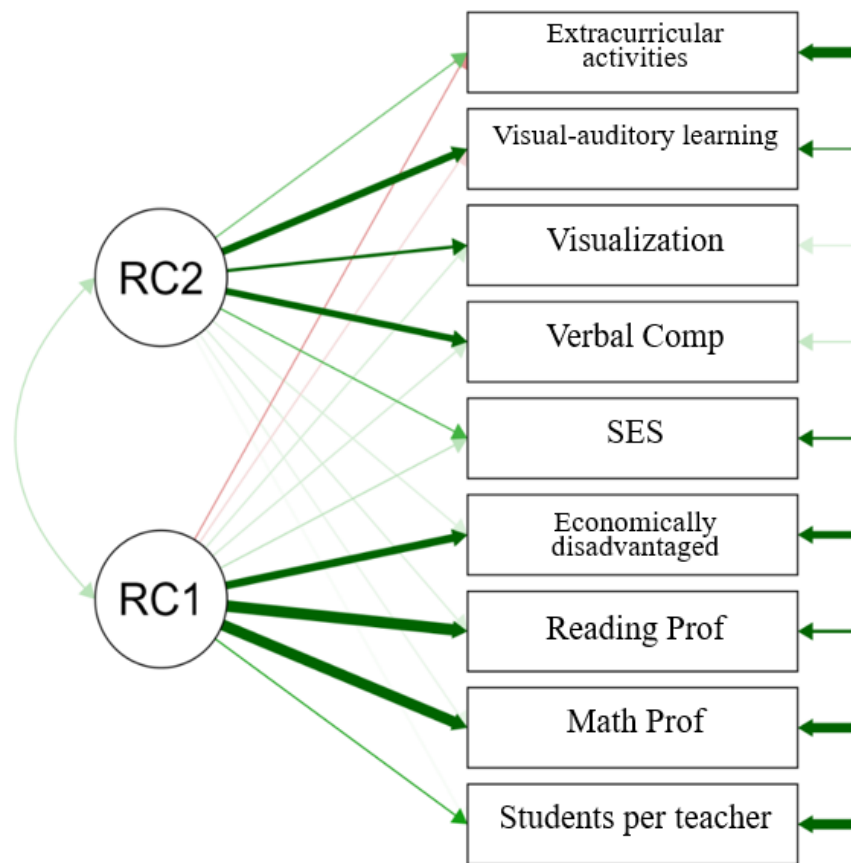 Extracurricular
activities
Visual-auditory learning
Visualization
RC2
Verbal Comp
SES
Economically
disadvantaged
RC1
Reading Prof
Math Prof
Students per teacher